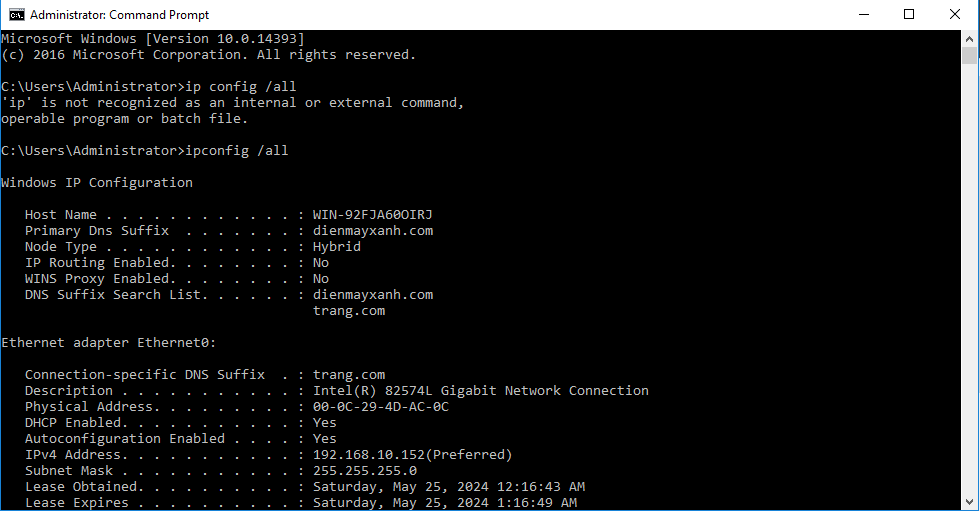 Administrator: Command Prompt
Microsoft Windows [Version 10.0.14393]
(c) 2016 Microsoft Corporation. All rights reserved.
C:\Users\Administrator>ip config /all
'ip' is not recognized as an internal or external command,
operable program or batch file.
C:\Users\Administrator>ipconfig /all
Windows IP Configuration
Host Name . . . . . . . . . . . . : WIN-92FJA60OIRJ
Primary Dns Suffix  . . . . . . . : dienmayxanh.com
Node Type . . . . . . . . . . . . : Hybrid
IP Routing Enabled. . . . . . . . : No
WINS Proxy Enabled. . . . . . . . : No
DNS Suffix Search List. . . . . . : dienmayxanh.com
trang.com
Ethernet adapter Ethernet0:
Connection-specific DNS Suffix  . : trang.com
Description . . . . . . . . . . . : Intel(R) 82574L Gigabit Network Connection
Physical Address. . . . . . . . . : 00-0C-29-4D-AC-0C
DHCP Enabled. . . . . . . . . . . : Yes
Autoconfiguration Enabled . . . . : Yes
IPv4 Address. . . . . . . . . . . : 192.168.10.152(Preferred)
Subnet Mask . . . . . . . . . . . : 255.255.255.0
Lease Obtained. . . . . . . . . . : Saturday, May 25, 2024 12:16:43 AM
Lease Expires . . . . . . . . . . : Saturday, May 25, 2024 1:16:49 AM